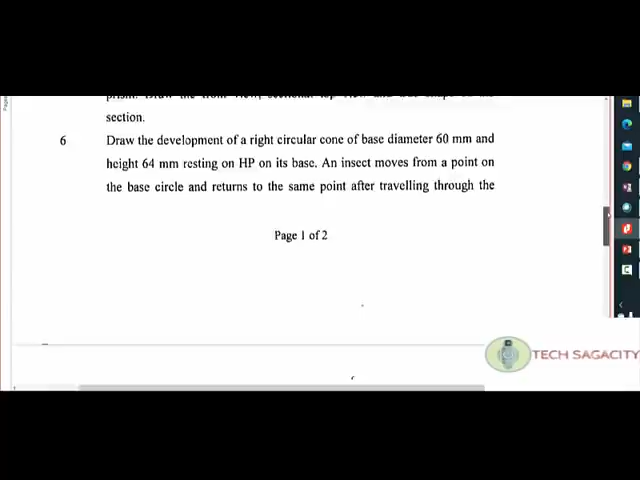 section.
6 Draw the development of a right circular cone of base diameter 60 mm and
height 64 mm resting on HP on its base. An insect moves from a point on
the base circle and returns to the same point after travelling through the
Page 1 of 2
TECH SAGACITY